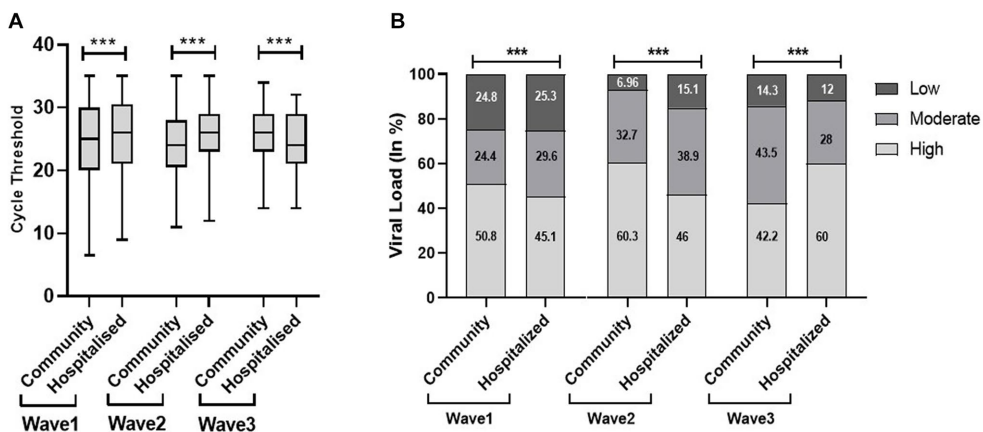 A
Cycle Threshold
40
30
20
10
0
***
***
***
Community
Hospitalised
Community
Hospitalised
Community
Hospitalised
Wave1
Wave2
Wave3
B
Viral Load (In %)
100
80
60
40
20
0
***
***
***
24.8
25.3
6.96
15.1
14.3
12
24.4
29.6
32.7
38.9
43.5
28
50.8
45.1
60.3
46
42.2
60
Low
Moderate
High
Community
Hospitalized
Community
Hospitalized
Community
Hospitalized
Wave1
Wave2
Wave3